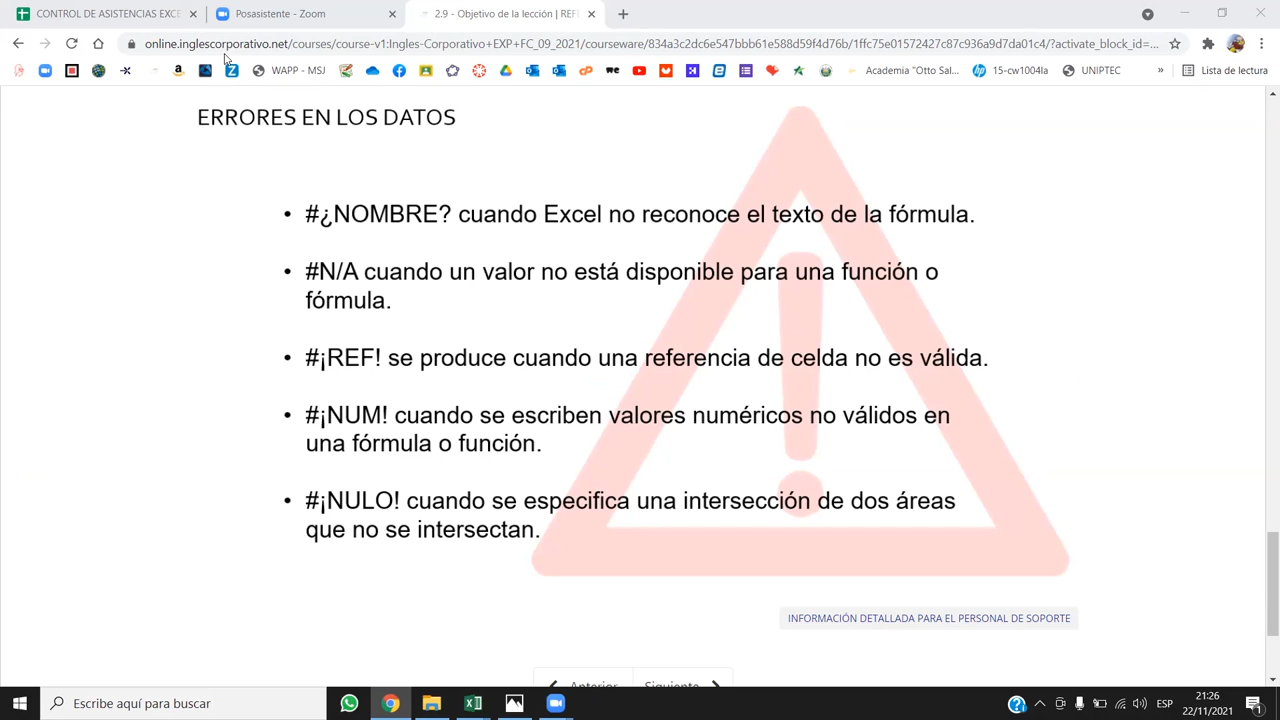 CONTROL DE ASISTENCIAS EXCE
Posasistente - Zoom
2.9 - Objetivo de la lección | REFU
online.inglescorporativo.net/courses/course-v1:Ingles-Corporativo+EXP+FC_09_2021/courseware/834a3c2dc6e547bbb61e588d59f4d76b/1ffc75e01572427c87c936a9d7da01c4/?activate_block_id=...
WAPP - MSJ
Academia "Otto Sal...
15-cw1004la
UNIPTEC
»
Lista de lectura
ERRORES EN LOS DATOS
• #¿NOMBRE? cuando Excel no reconoce el texto de la fórmula.
• #N/A cuando un valor no está disponible para una función o
fórmula.
• #¡REF! se produce cuando una referencia de celda no es válida.
• #¡NUM! cuando se escriben valores numéricos no válidos en
una fórmula o función.
• #¡NULO! cuando se especifica una intersección de dos áreas
que no se intersectan.
INFORMACIÓN DETALLADA PARA EL PERSONAL DE SOPORTE
Anterior
Siguiente
Escribe aquí para buscar
ESP
21:26
22/11/2021